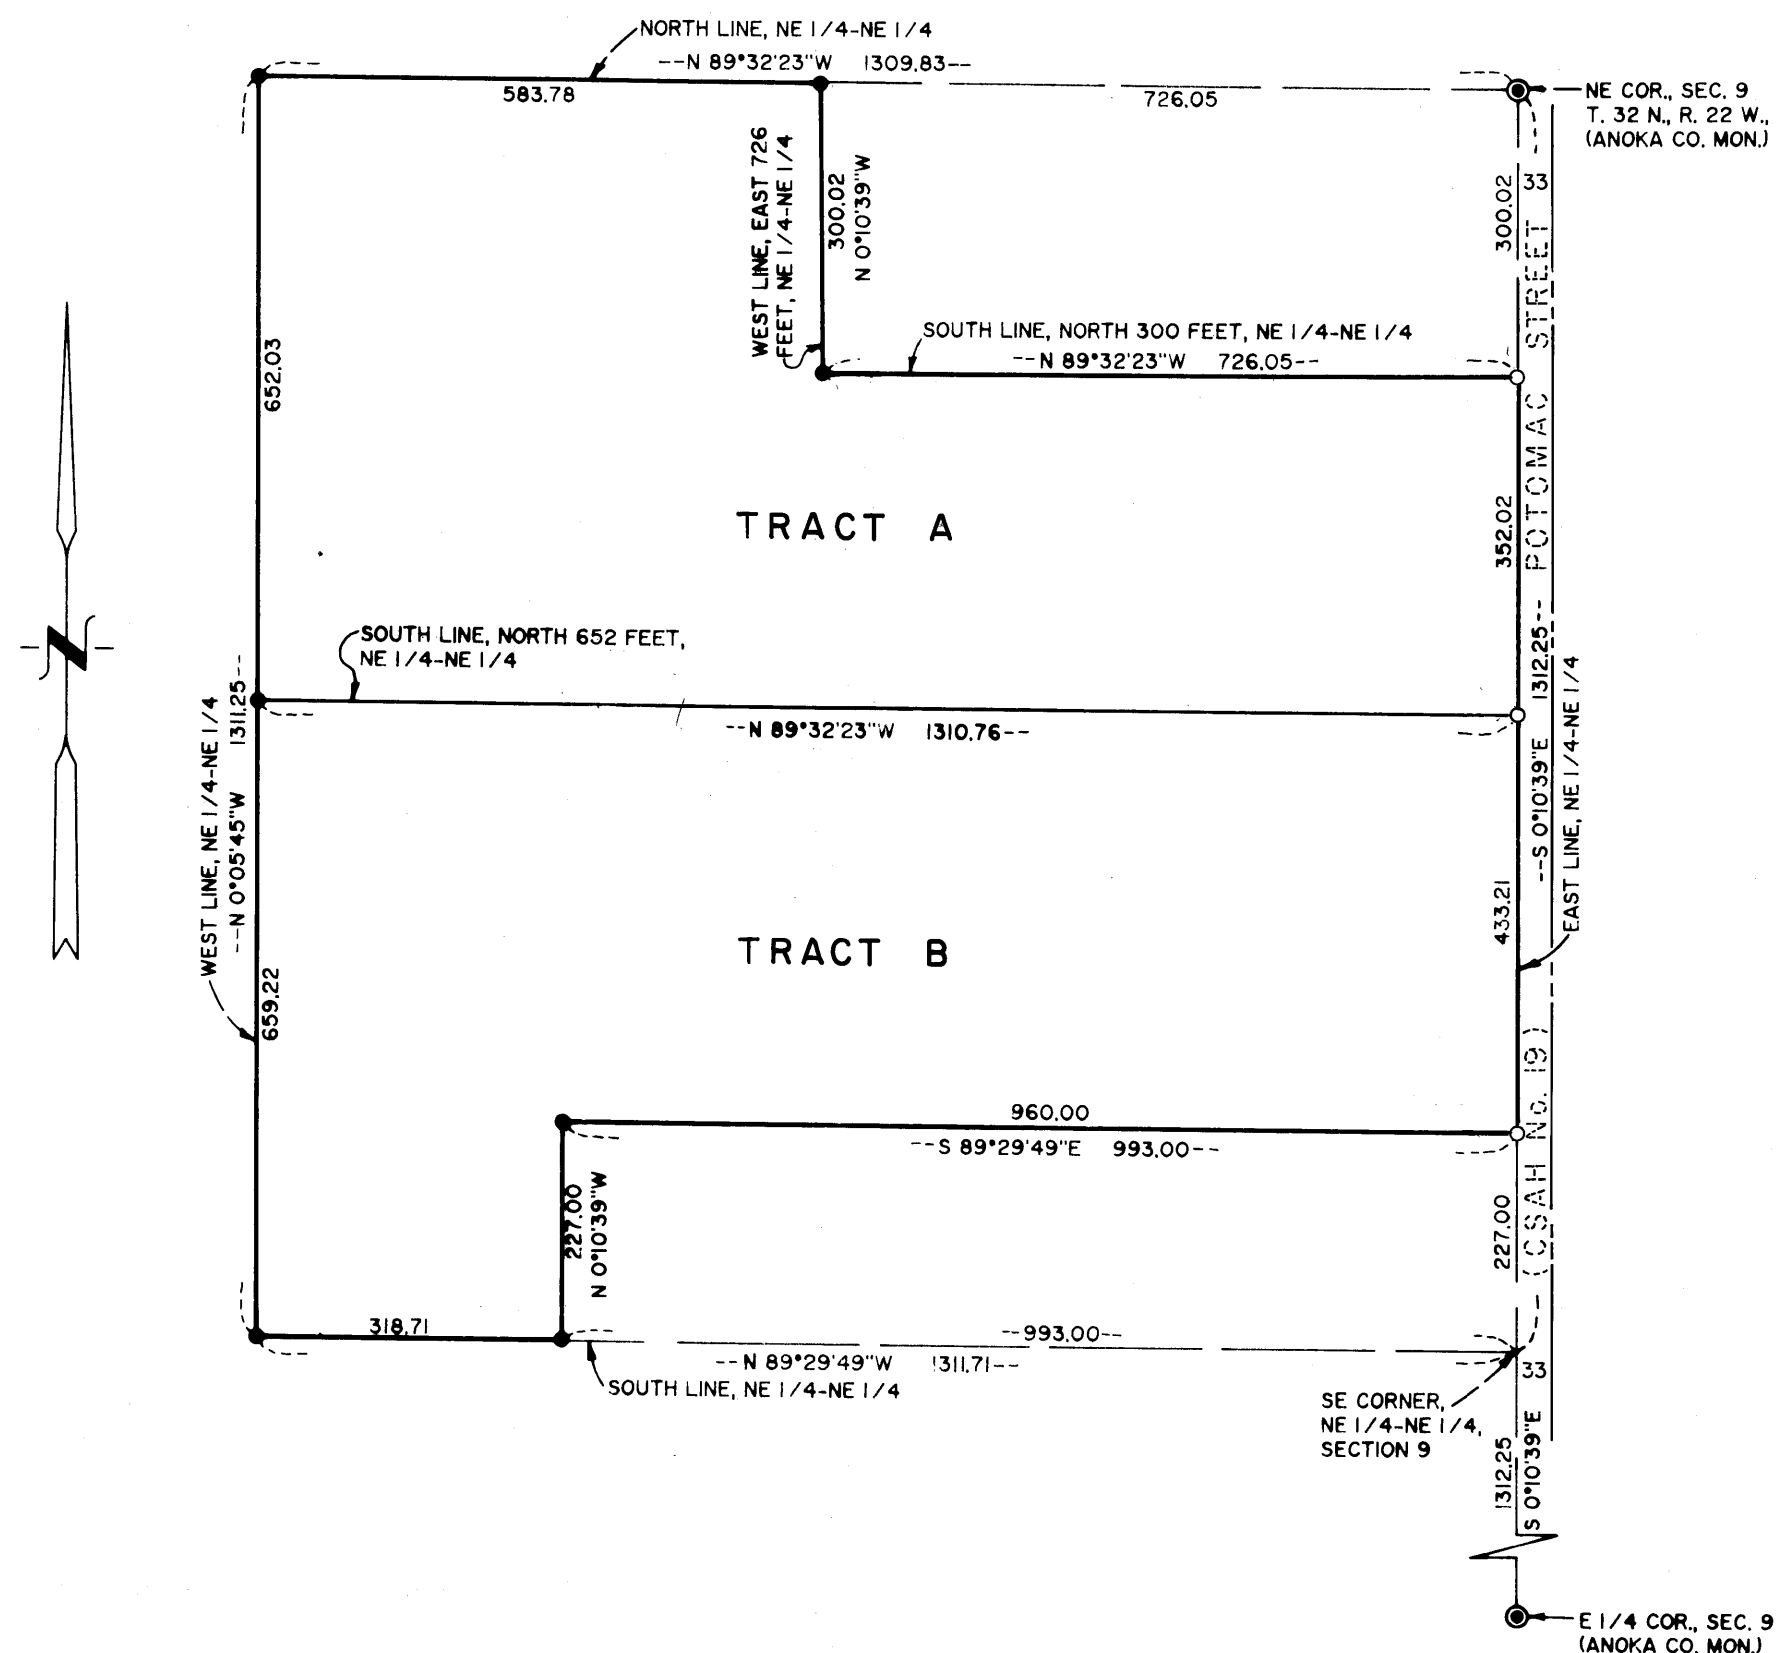 NORTH LINE, NE 1/4-NE 1/4
--N 89°32'23"W 1309.83--
583.78
726.05
NE COR., SEC. 9
T. 32 N., R. 22 W.,
(ANOKA CO. MON.)
WEST LINE, EAST 726
FEET, NE 1/4-NE 1/4
300.02
N 0°10'39"W
300.02
33
SOUTH LINE, NORTH 300 FEET, NE 1/4-NE 1/4
--N 89°32'23"W 726.05--
POTOMAC STREET
652.03
352.02
TRACT A
N
SOUTH LINE, NORTH 652 FEET,
NE 1/4-NE 1/4
--N 89°32'23"W 1310.76--
WEST LINE, NE 1/4-NE 1/4
--N 0°05'45"W 1311.25--
659.22
--S 0°10'39"E 1312.25--
EAST LINE, NE 1/4-NE 1/4
433.21
TRACT B
(CSAH No. 19)
960.00
--S 89°29'49"E 993.00--
227.00
N 0°10'39"W
227.00
318.71
--993.00--
--N 89°29'49"W 1311.71--
SOUTH LINE, NE 1/4-NE 1/4
33
SE CORNER,
NE 1/4-NE 1/4,
SECTION 9
1312.25
S 0°10'39"E
E 1/4 COR., SEC. 9
(ANOKA CO. MON.)